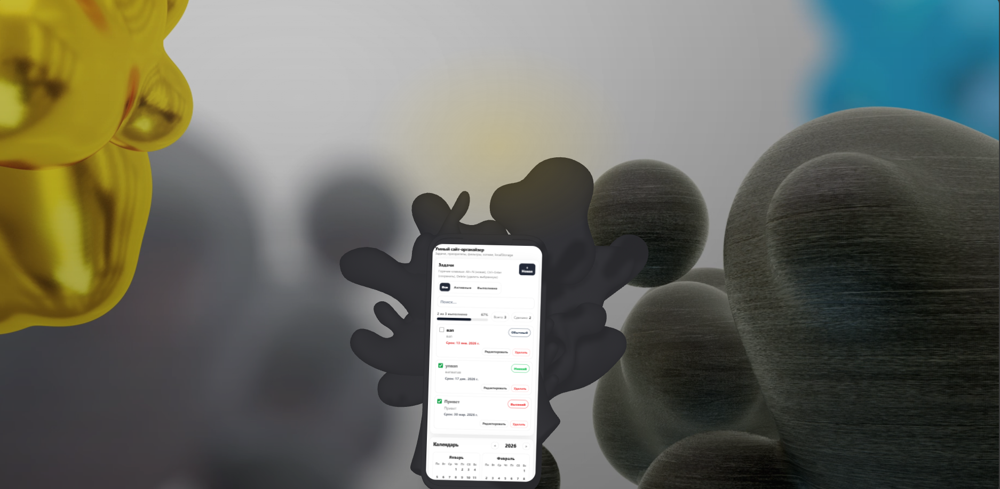 Умный сайт-органайзер
Задачи, приоритеты, фильтры, хоткеи, localStorage
Задачи
+
Новая
Горячие клавиши: Alt+N (новая), Ctrl+Enter
(сохранить), Delete (удалить выбранную)
Все Активные Выполнено
Поиск...
2 из 3 выполнено 67% Всего: 3 Сделано: 2
вап Обычный
вап
Срок: 13 янв. 2026 г.
Редактировать Удалить
Низкий
Срок: 17 дек. 2026 г.
Редактировать Удалить
Привет Высокий
Привет
Срок: 30 мар. 2026 г.
Редактировать Удалить
Календарь < 2026 >
Январь Февраль
Пн Вт Ср Чт Пт Сб Вс Пн Вт Ср Чт Пт Сб Вс
1 2 3 4 1
5 6 7 8 9 10 11 2 3 4 5 6 7 8